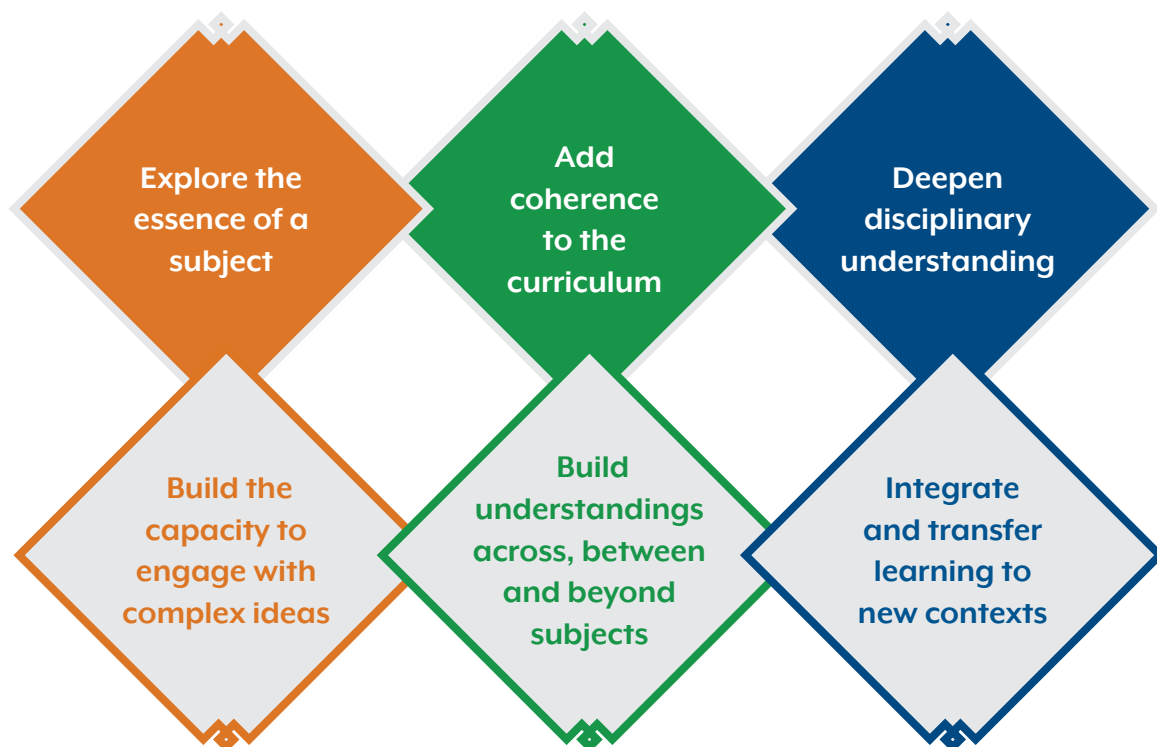 Explore the
essence of a
subject
Add
coherence
to the
curriculum
Deepen
disciplinary
understanding
Build the
capacity to
engage with
complex ideas
Build
understandings
across, between
and beyond
subjects
Integrate
and transfer
learning to
new contexts